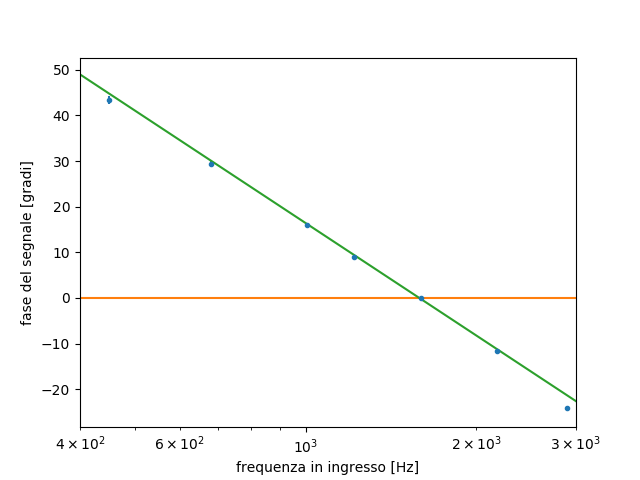 50
40
30
20
10
0
−10
−20
fase del segnale [gradi]
4 × 10² 6 × 10² 10³ 2 × 10³ 3 × 10³
frequenza in ingresso [Hz]